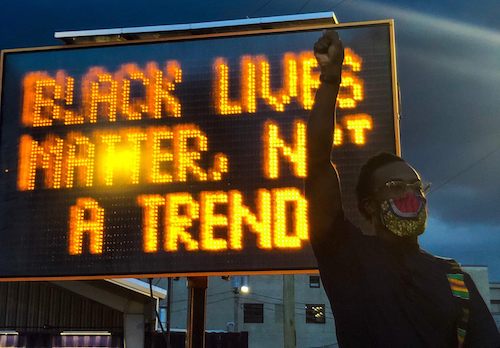 BLACK LIVES
MATTER, NOT
A TREND